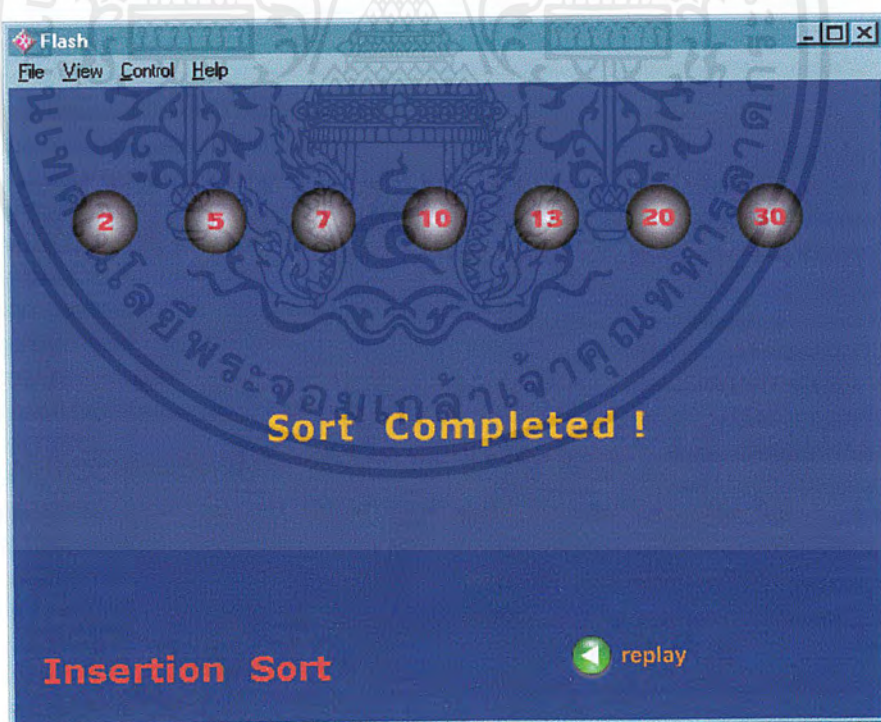 Flash
File View Control Help
2 5 7 10 13 20 30
Sort Completed !
Insertion Sort
replay